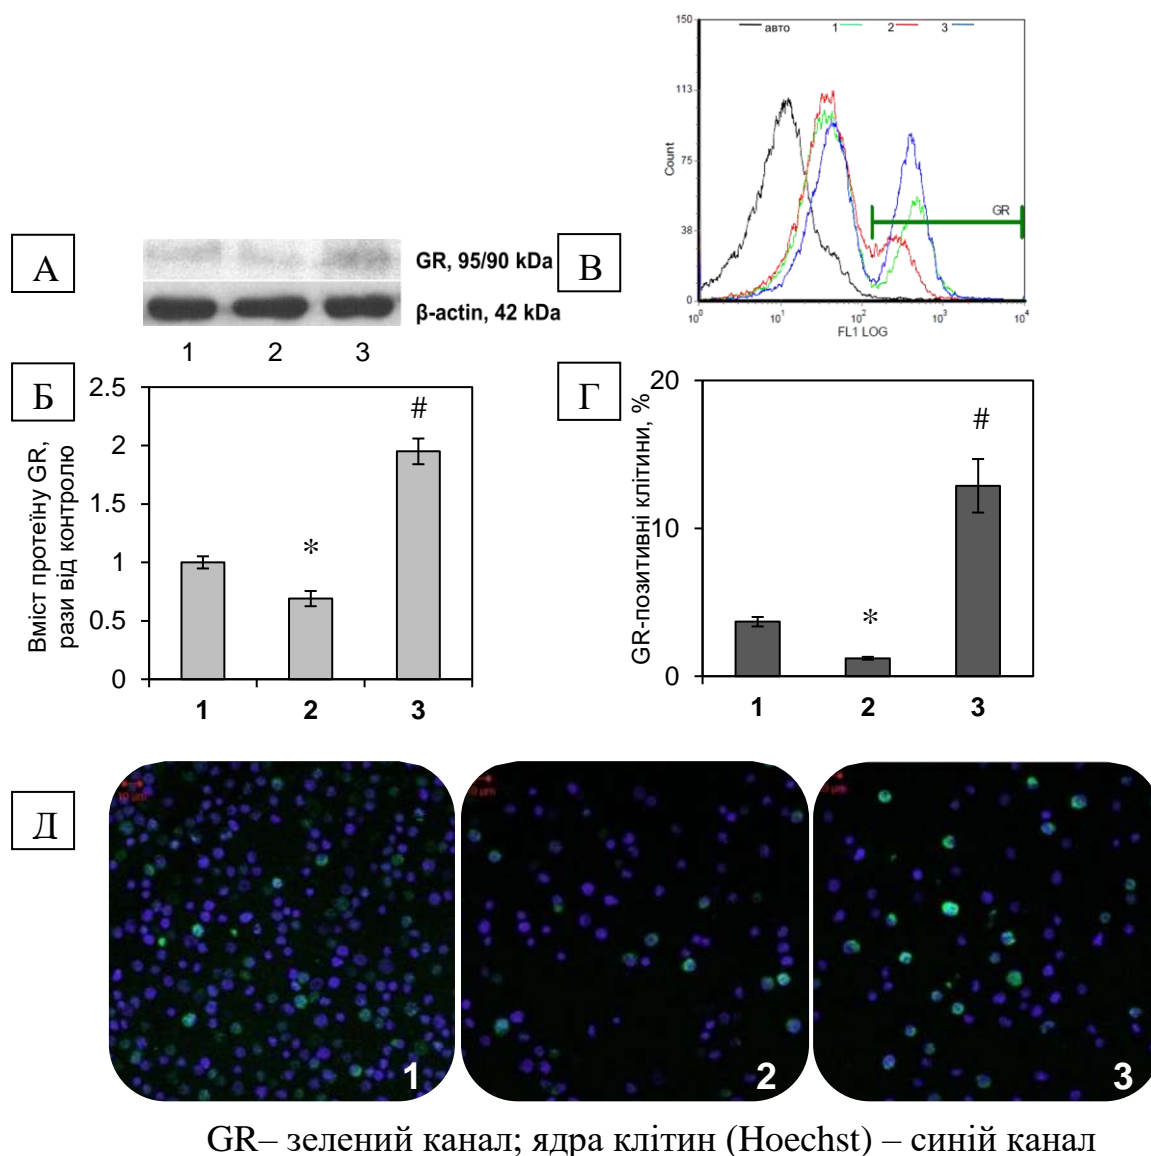 А
GR, 95/90 kDa
β-actin, 42 kDa
1 2 3
В
150
113
75
38
0
Count
авто 1 2 3
GR
10⁰ 10¹ 10² 10³ 10⁴
FL1 LOG
Б
Вміст протеїну GR,
рази від контролю
2.5
2
1.5
1
0.5
0
*
#
1 2 3
Г
GR-позитивні клітини, %
20
10
0
*
#
1 2 3
Д
1
2
3
GR– зелений канал; ядра клітин (Hoechst) – синій канал